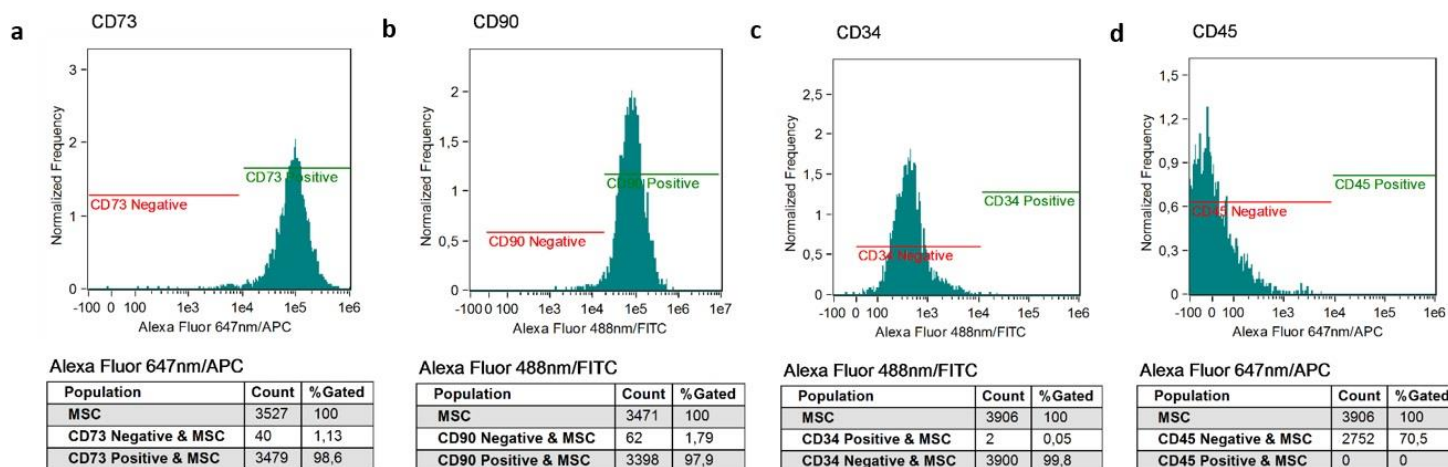 a
CD73
Normalized Frequency
3
2
1
0
CD73 Negative
CD73 Positive
-100 0 100 1e3 1e4 1e5 1e6
Alexa Fluor 647nm/APC
Alexa Fluor 647nm/APC
Population Count %Gated
MSC 3527 100
CD73 Negative & MSC 40 1,13
CD73 Positive & MSC 3479 98,6
b
CD90
Normalized Frequency
2
1,5
1
0,5
0
CD90 Negative
CD90 Positive
-100 0 100 1e3 1e4 1e5 1e6 1e7
Alexa Fluor 488nm/FITC
Alexa Fluor 488nm/FITC
Population Count %Gated
MSC 3471 100
CD90 Negative & MSC 62 1,79
CD90 Positive & MSC 3398 97,9
c
CD34
Normalized Frequency
2,5
2
1,5
1
0,5
0
CD34 Positive
CD34 Negative
-100 0 100 1e3 1e4 1e5 1e6
Alexa Fluor 488nm/FITC
Alexa Fluor 488nm/FITC
Population Count %Gated
MSC 3906 100
CD34 Positive & MSC 2 0,05
CD34 Negative & MSC 3900 99,8
d
CD45
Normalized Frequency
1,5
1,2
0,9
0,6
0,3
0
CD45 Positive
CD45 Negative
-100 0 100 1e3 1e4 1e5 1e6
Alexa Fluor 647nm/APC
Alexa Fluor 647nm/APC
Population Count %Gated
MSC 3906 100
CD45 Negative & MSC 2752 70,5
CD45 Positive & MSC 0 0